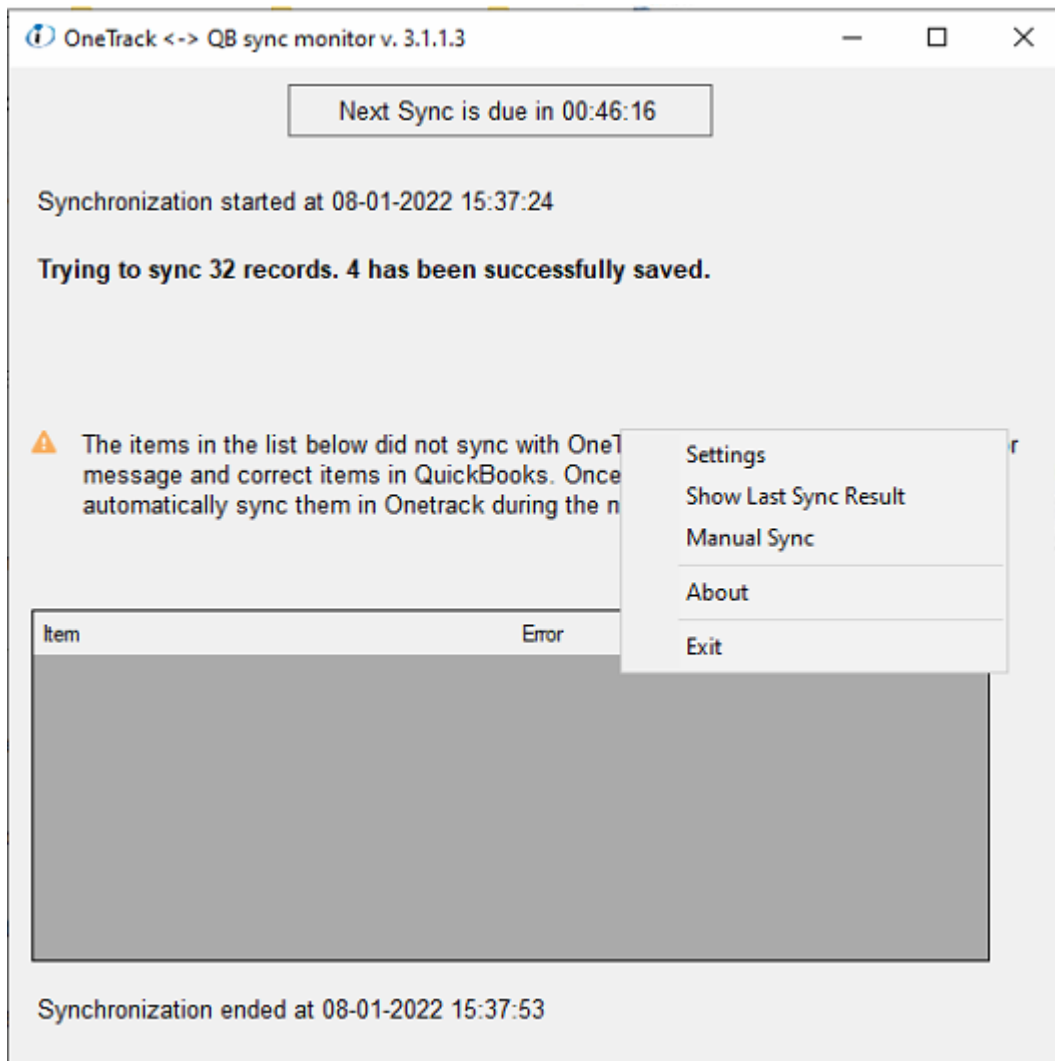 OneTrack <-> QB sync monitor v. 3.1.1.3
Next Sync is due in 00:46:16
Synchronization started at 08-01-2022 15:37:24
Trying to sync 32 records. 4 has been successfully saved.
The items in the list below did not sync with
message and correct items in QuickBooks. Once
automatically sync them in Onetrack during the
Settings
Show Last Sync Result
Manual Sync
About
Exit
Item Error
Synchronization ended at 08-01-2022 15:37:53